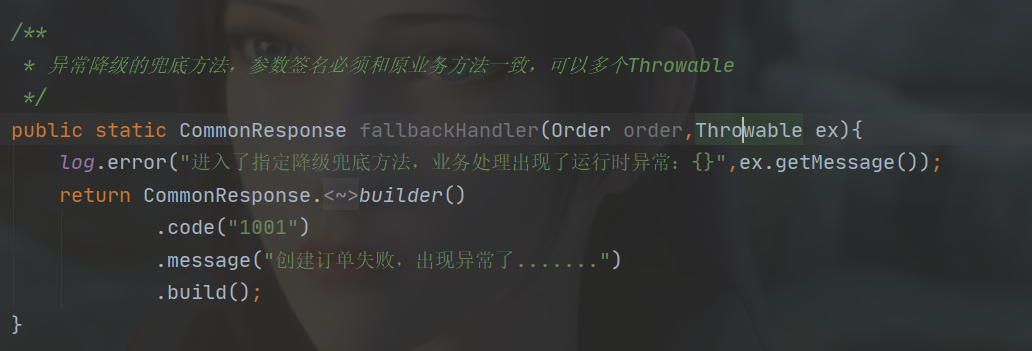 /**
 * 异常降级的兜底方法，参数签名必须和原业务方法一致，可以多个Throwable
 */
public static CommonResponse fallbackHandler(Order order,Throwable ex){
    log.error("进入了指定降级兜底方法，业务处理出现了运行时异常：{}",ex.getMessage());
    return CommonResponse.<~>builder()
            .code("1001")
            .message("创建订单失败，出现异常了.......")
            .build();
}